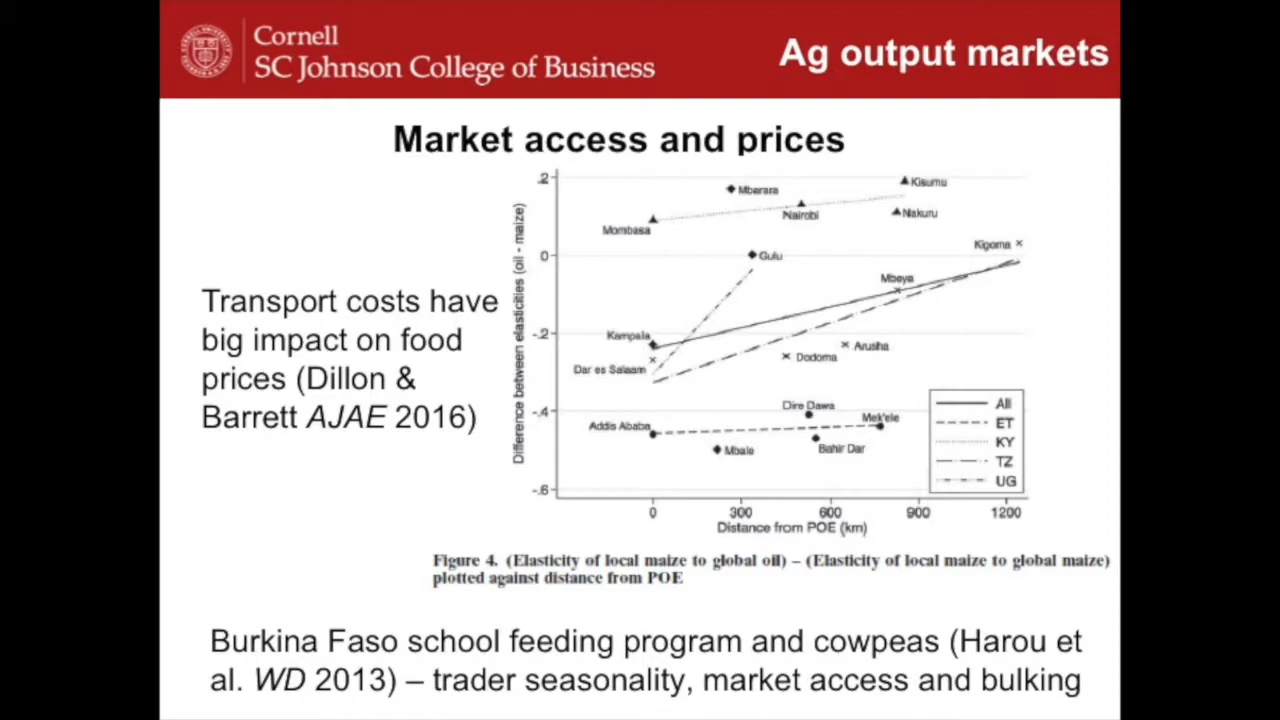 Cornell
SC Johnson College of Business
Ag output markets
Market access and prices
Transport costs have
big impact on food
prices (Dillon &
Barrett AJAE 2016)
Difference between elasticities (oil - maize)
.2
0
-.2
-.4
-.6
Mbarara
Kisumu
Nairobi
Nakuru
Mombasa
Kigoma
Gulu
Mbeya
Kampala
Arusha
Dodoma
Dar es Salaam
Dire Dawa
Mek'ele
Addis Ababa
Mbale
Bahir Dar
All
ET
KY
TZ
UG
0 300 600 900 1200
Distance from POE (km)
Figure 4. (Elasticity of local maize to global oil) – (Elasticity of local maize to global maize)
plotted against distance from POE
Burkina Faso school feeding program and cowpeas (Harou et
al. WD 2013) – trader seasonality, market access and bulking